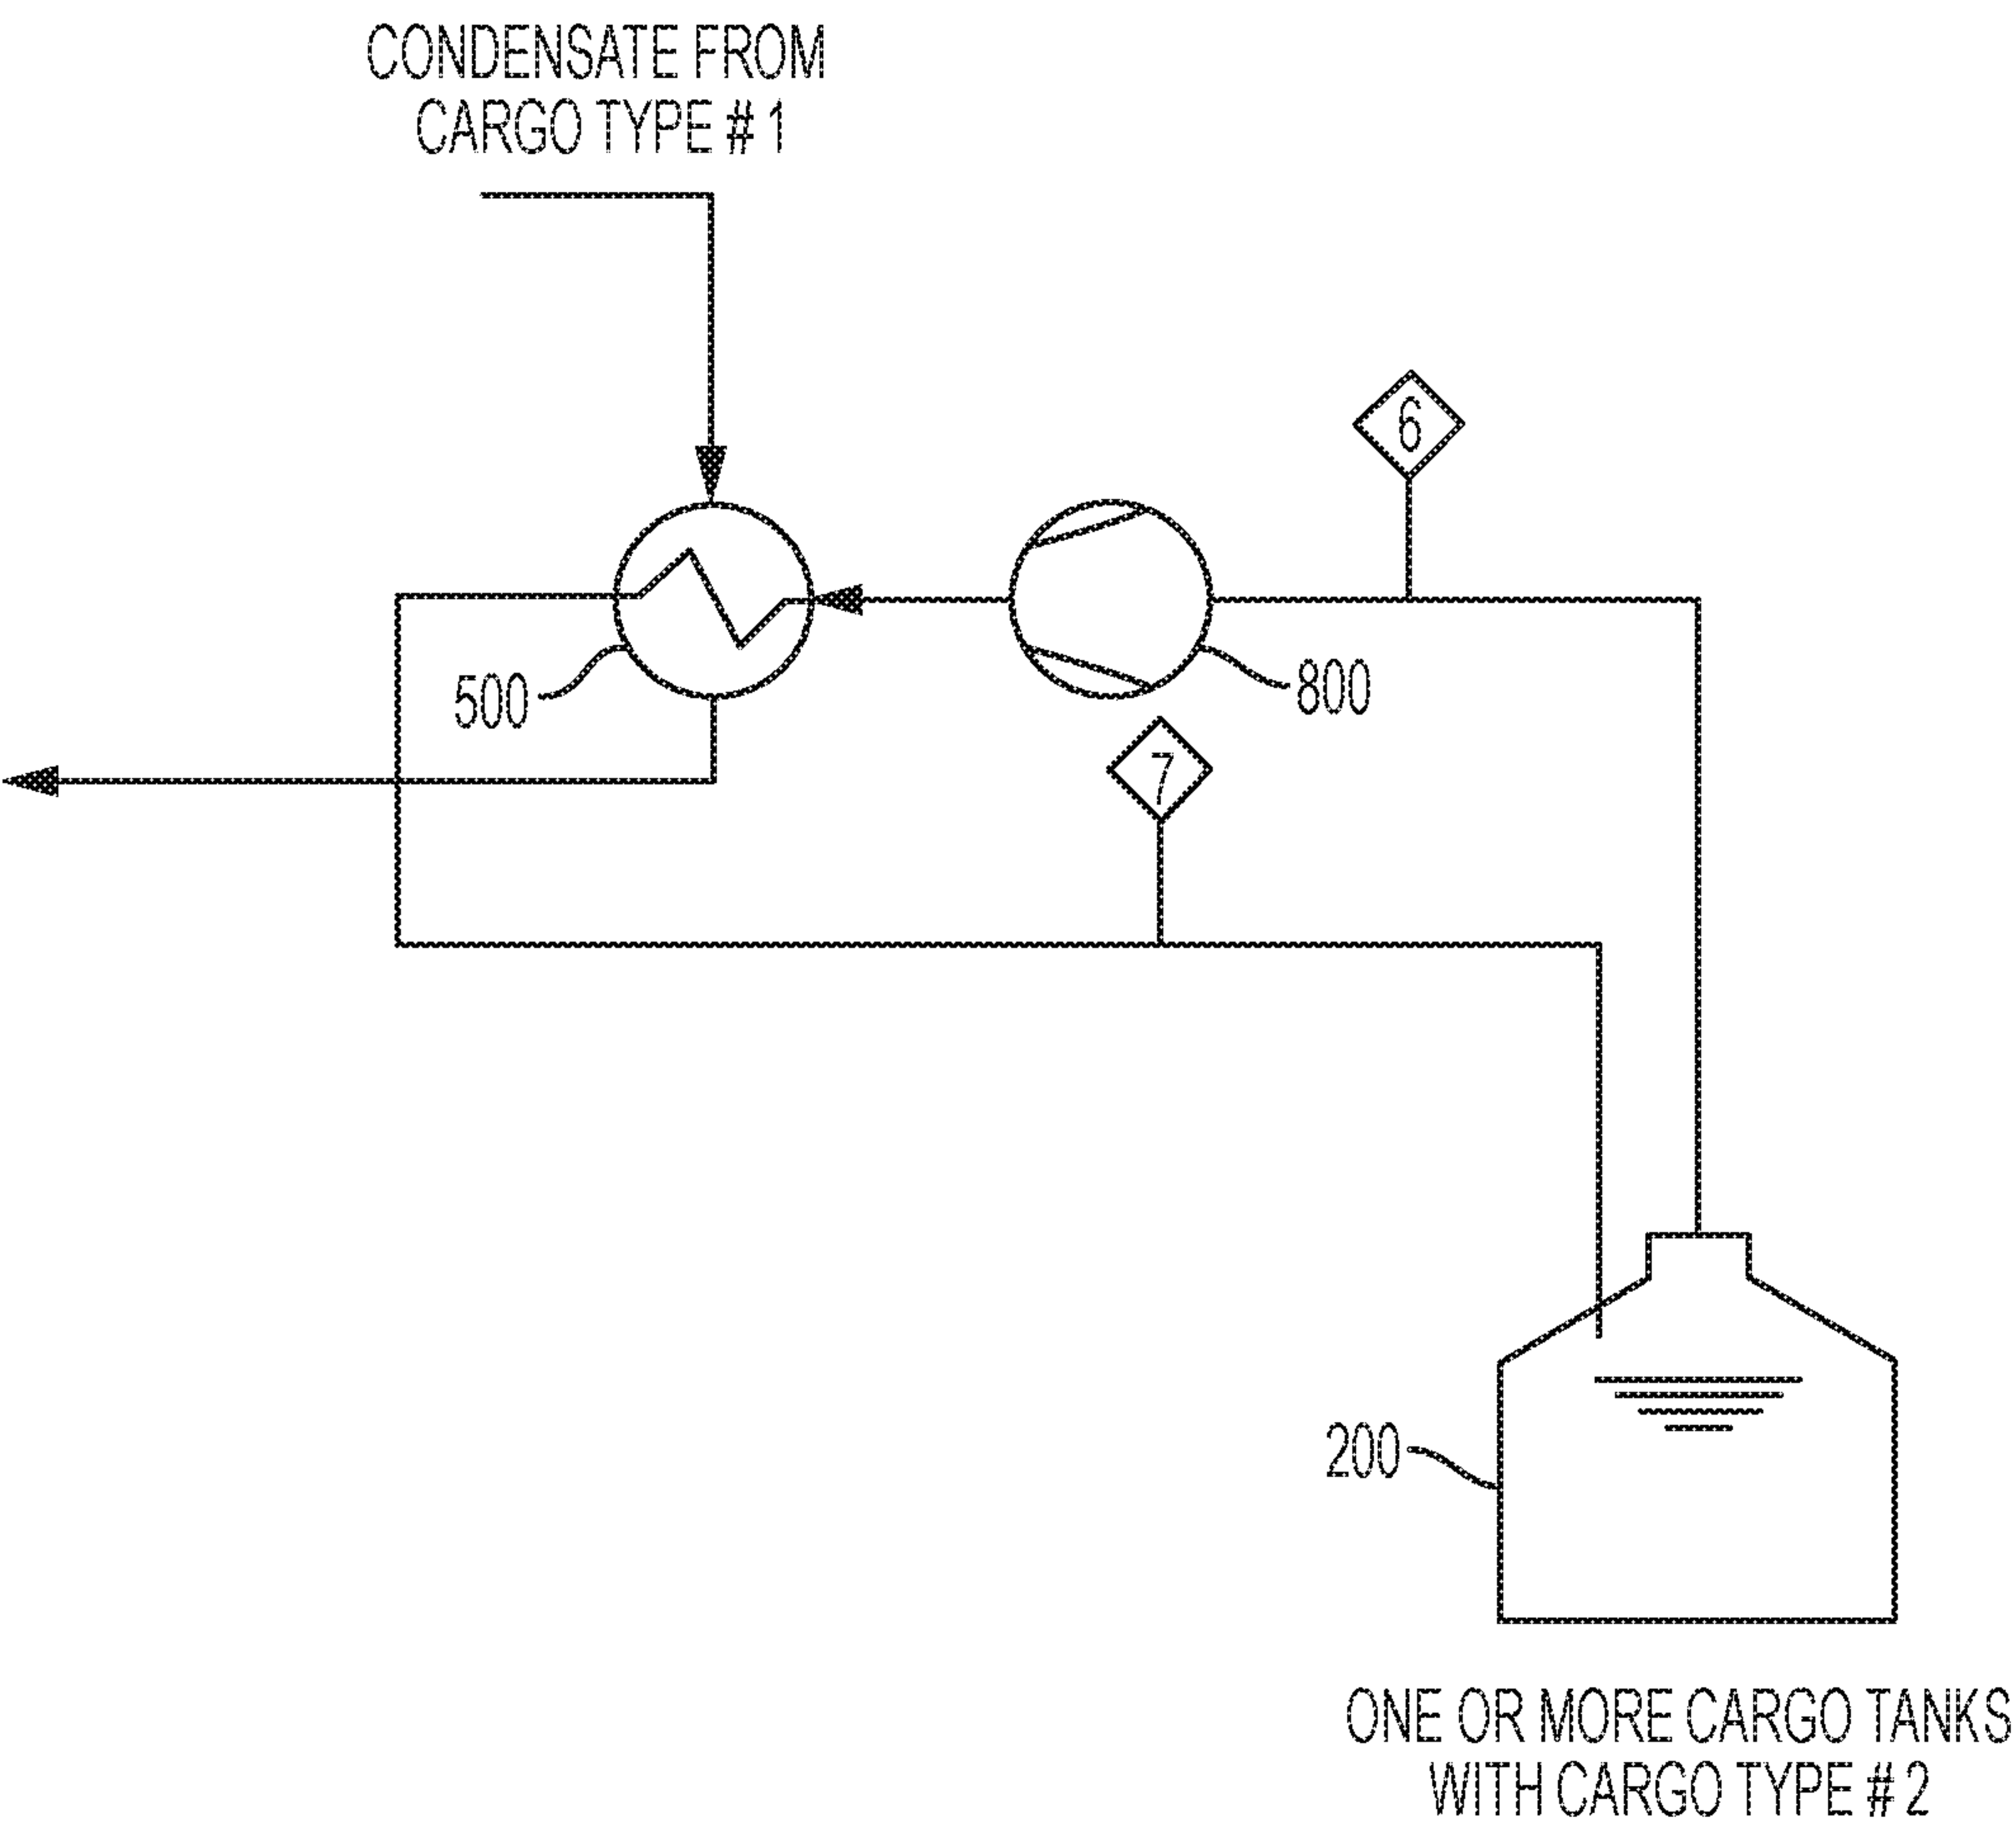 CONDENSATE FROM
CARGO TYPE # 1
6
500
800
7
200
ONE OR MORE CARGO TANKS
WITH CARGO TYPE # 2